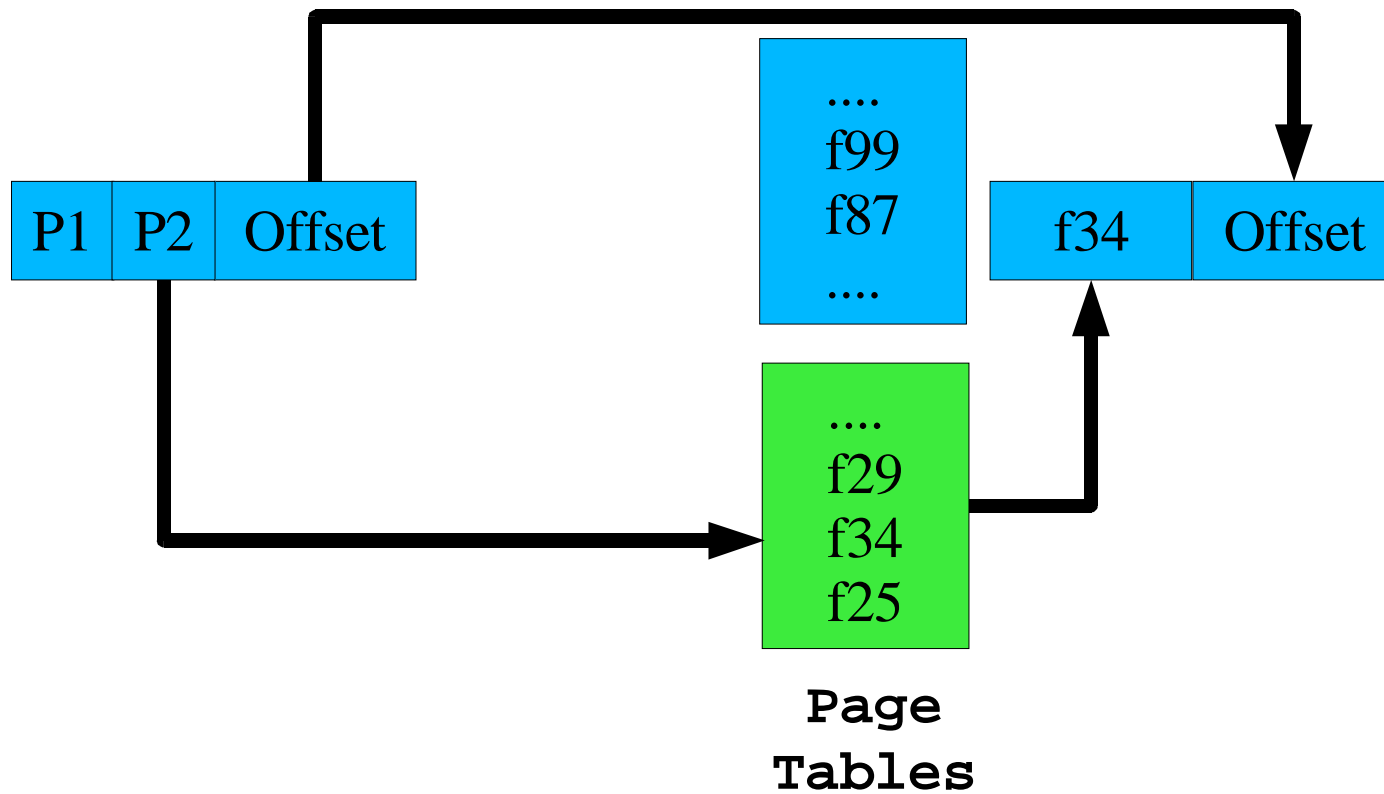 P1 P2 Offset
....
f99
f87
....
f34 Offset
....
f29
f34
f25
Page
Tables